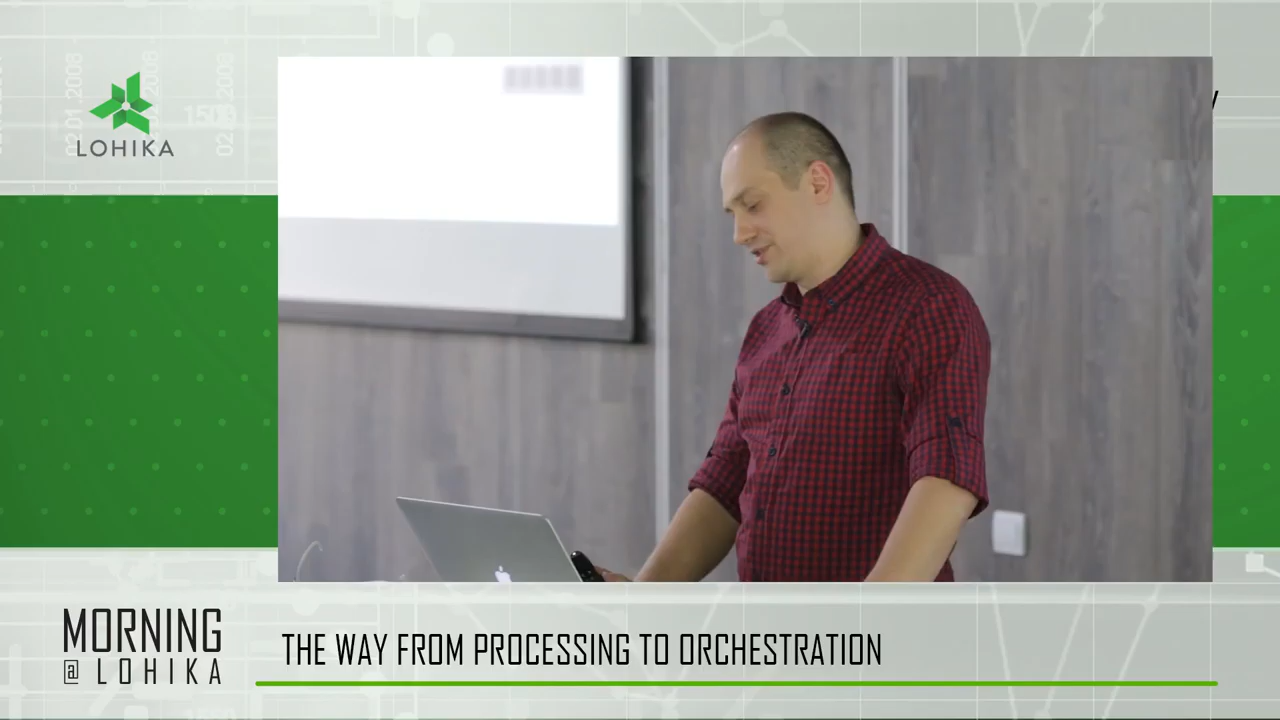 LOHIKA
MORNING
@ LOHIKA
THE WAY FROM PROCESSING TO ORCHESTRATION